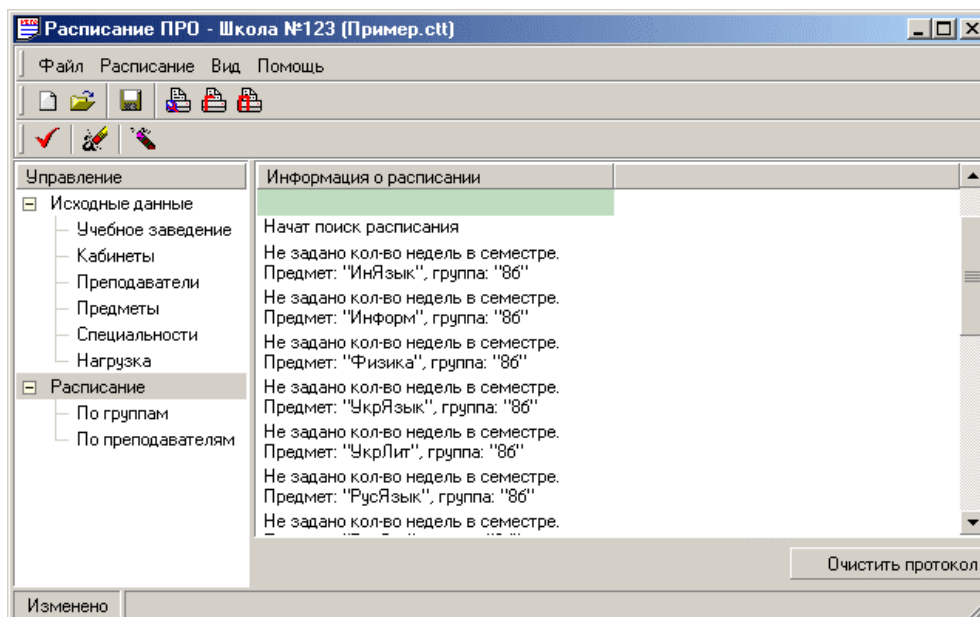 Расписание ПРО - Школа №123 (Пример.ctt)
Файл Расписание Вид Помощь
Управление
Исходные данные
Учебное заведение
Кабинеты
Преподаватели
Предметы
Специальности
Нагрузка
Расписание
По группам
По преподавателям
Информация о расписании
Начат поиск расписания
Не задано кол-во недель в семестре.
Предмет: "ИнЯзык", группа: "8б"
Не задано кол-во недель в семестре.
Предмет: "Информ", группа: "8б"
Не задано кол-во недель в семестре.
Предмет: "Физика", группа: "8б"
Не задано кол-во недель в семестре.
Предмет: "УкрЯзык", группа: "8б"
Не задано кол-во недель в семестре.
Предмет: "УкрЛит", группа: "8б"
Не задано кол-во недель в семестре.
Предмет: "РусЯзык", группа: "8б"
Не задано кол-во недель в семестре.
Очистить протокол
Изменено